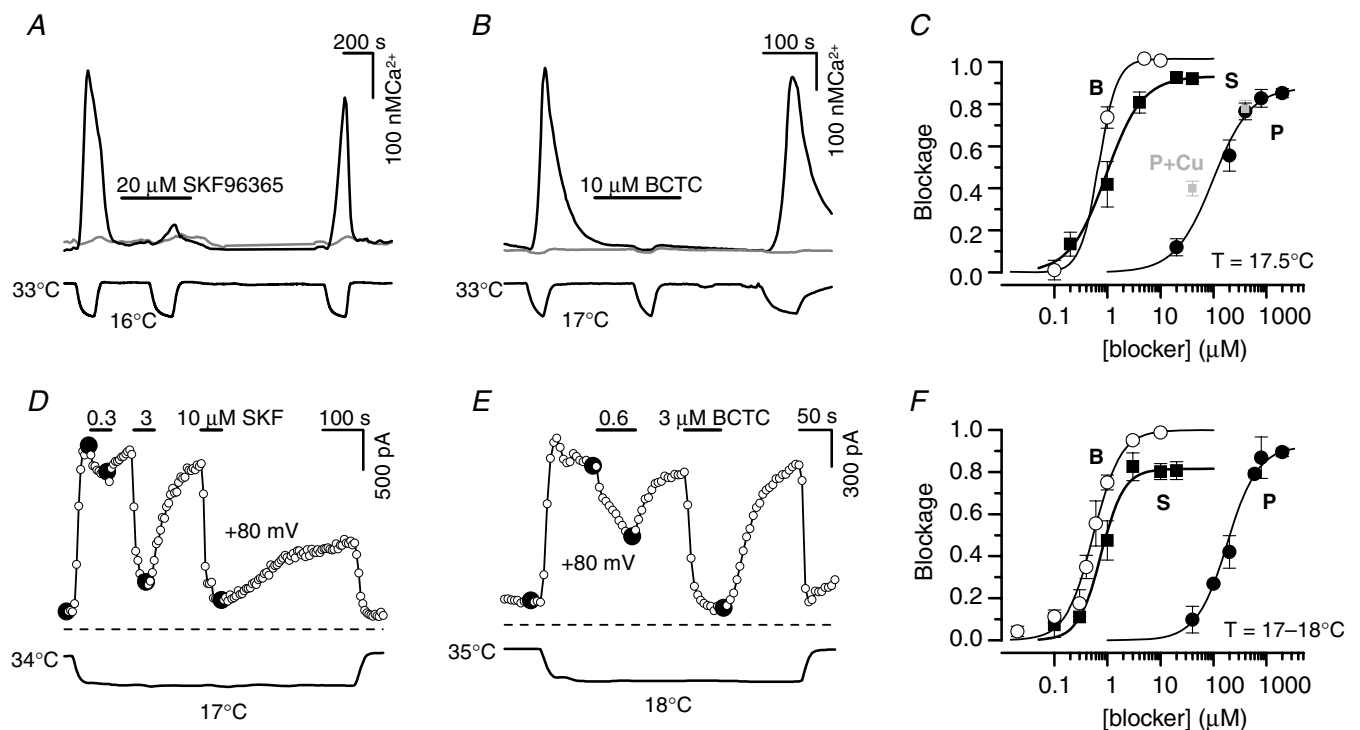 A
200 s
100 nMCa²⁺
20 µM SKF96365
33°C
16°C
B
100 s
100 nMCa²⁺
10 µM BCTC
33°C
17°C
C
Blockage
1.0
0.8
0.6
0.4
0.2
0.0
B
S
P
P+Cu
T = 17.5°C
0.1 1 10 100 1000
[blocker] (µM)
D
0.3 3 10 µM SKF
100 s
500 pA
+80 mV
34°C
17°C
E
0.6 3 µM BCTC
50 s
300 pA
+80 mV
35°C
18°C
F
Blockage
1.0
0.8
0.6
0.4
0.2
0.0
B
S
P
T = 17–18°C
0.1 1 10 100 1000
[blocker] (µM)